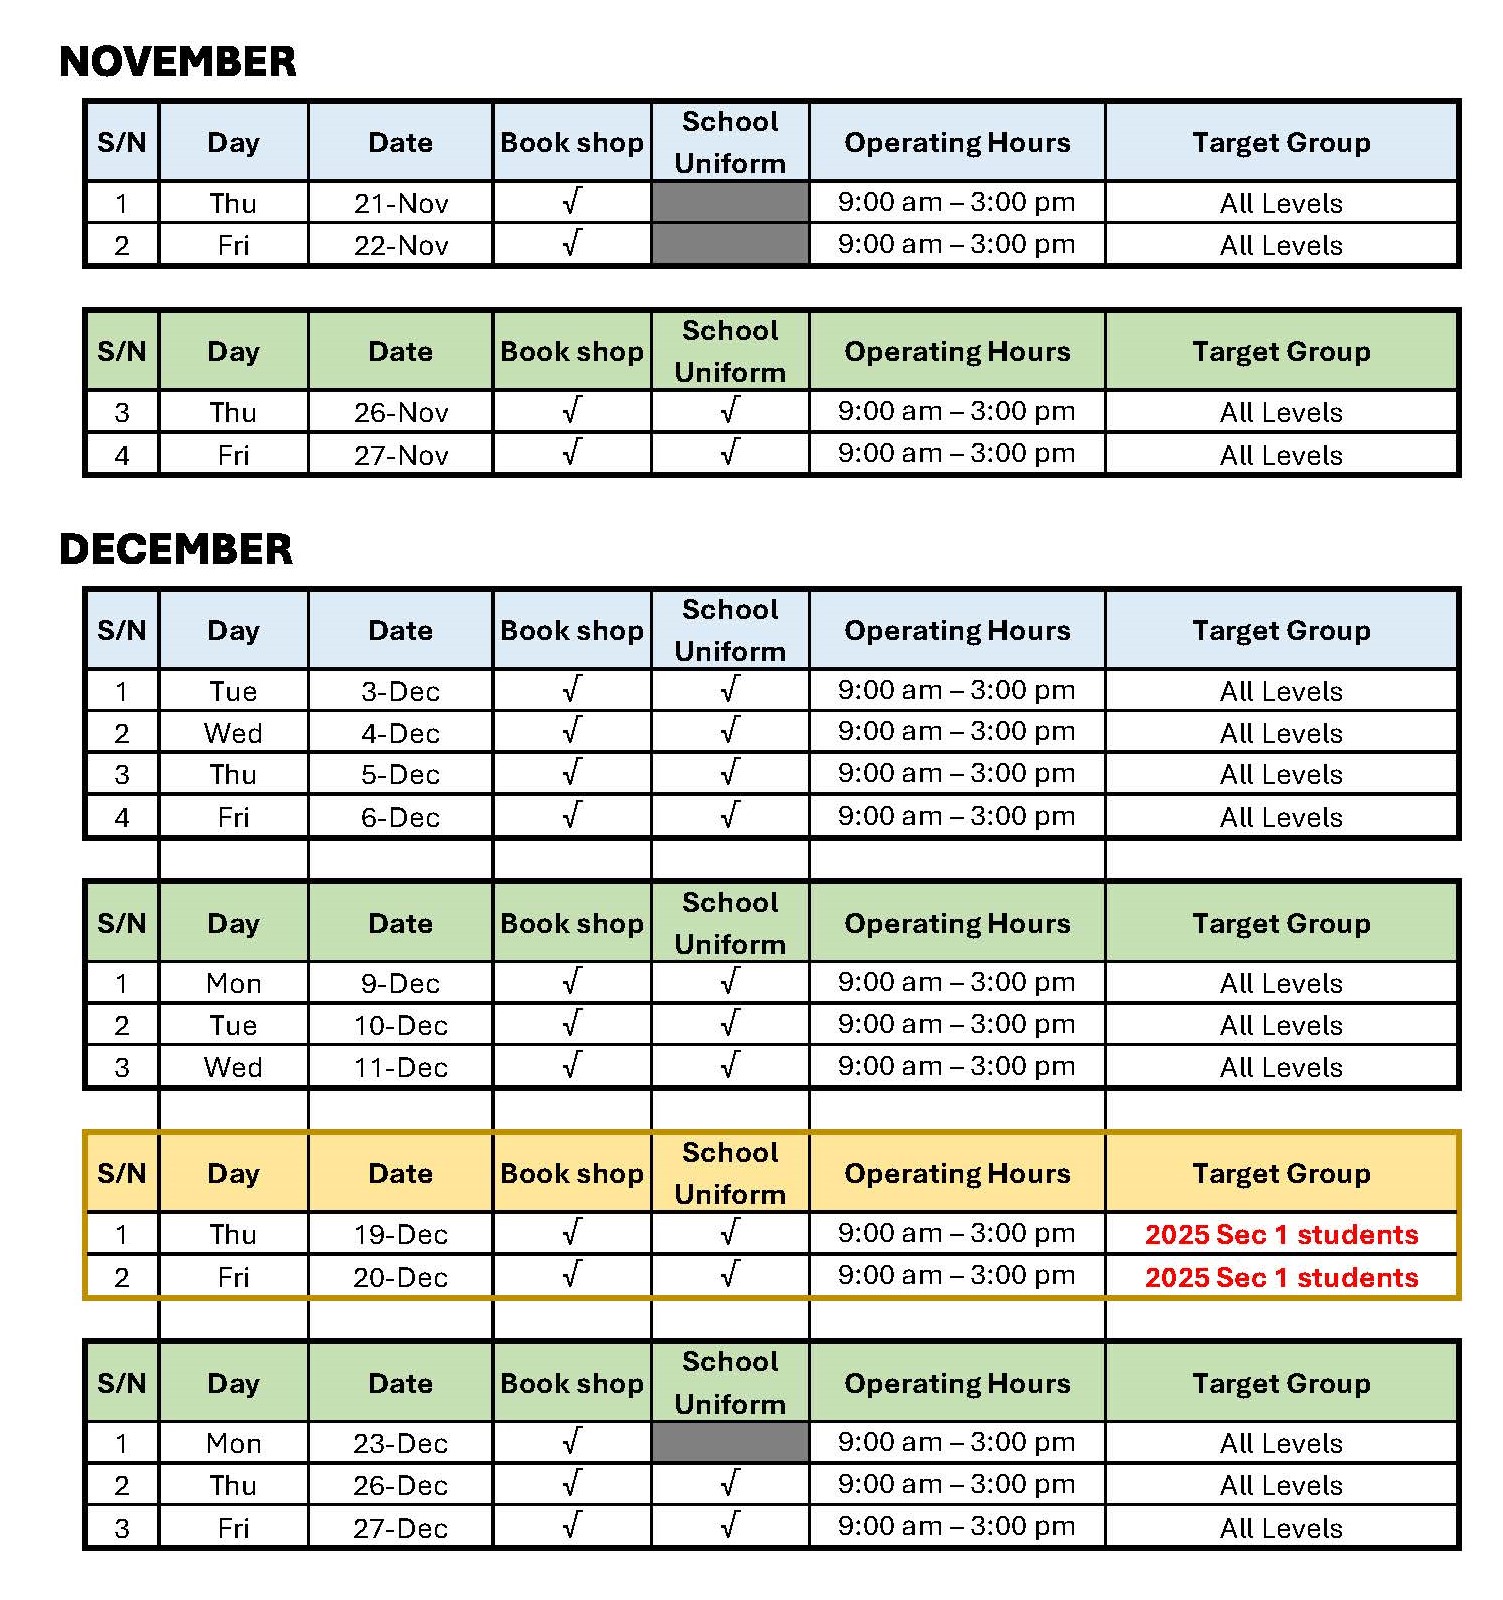 NOVEMBER
S/N Day Date Book shop School Uniform Operating Hours Target Group
1 Thu 21-Nov √ 9:00 am – 3:00 pm All Levels
2 Fri 22-Nov √ 9:00 am – 3:00 pm All Levels
S/N Day Date Book shop School Uniform Operating Hours Target Group
3 Thu 26-Nov √ √ 9:00 am – 3:00 pm All Levels
4 Fri 27-Nov √ √ 9:00 am – 3:00 pm All Levels
DECEMBER
S/N Day Date Book shop School Uniform Operating Hours Target Group
1 Tue 3-Dec √ √ 9:00 am – 3:00 pm All Levels
2 Wed 4-Dec √ √ 9:00 am – 3:00 pm All Levels
3 Thu 5-Dec √ √ 9:00 am – 3:00 pm All Levels
4 Fri 6-Dec √ √ 9:00 am – 3:00 pm All Levels
S/N Day Date Book shop School Uniform Operating Hours Target Group
1 Mon 9-Dec √ √ 9:00 am – 3:00 pm All Levels
2 Tue 10-Dec √ √ 9:00 am – 3:00 pm All Levels
3 Wed 11-Dec √ √ 9:00 am – 3:00 pm All Levels
S/N Day Date Book shop School Uniform Operating Hours Target Group
1 Thu 19-Dec √ √ 9:00 am – 3:00 pm 2025 Sec 1 students
2 Fri 20-Dec √ √ 9:00 am – 3:00 pm 2025 Sec 1 students
S/N Day Date Book shop School Uniform Operating Hours Target Group
1 Mon 23-Dec √ 9:00 am – 3:00 pm All Levels
2 Thu 26-Dec √ √ 9:00 am – 3:00 pm All Levels
3 Fri 27-Dec √ √ 9:00 am – 3:00 pm All Levels